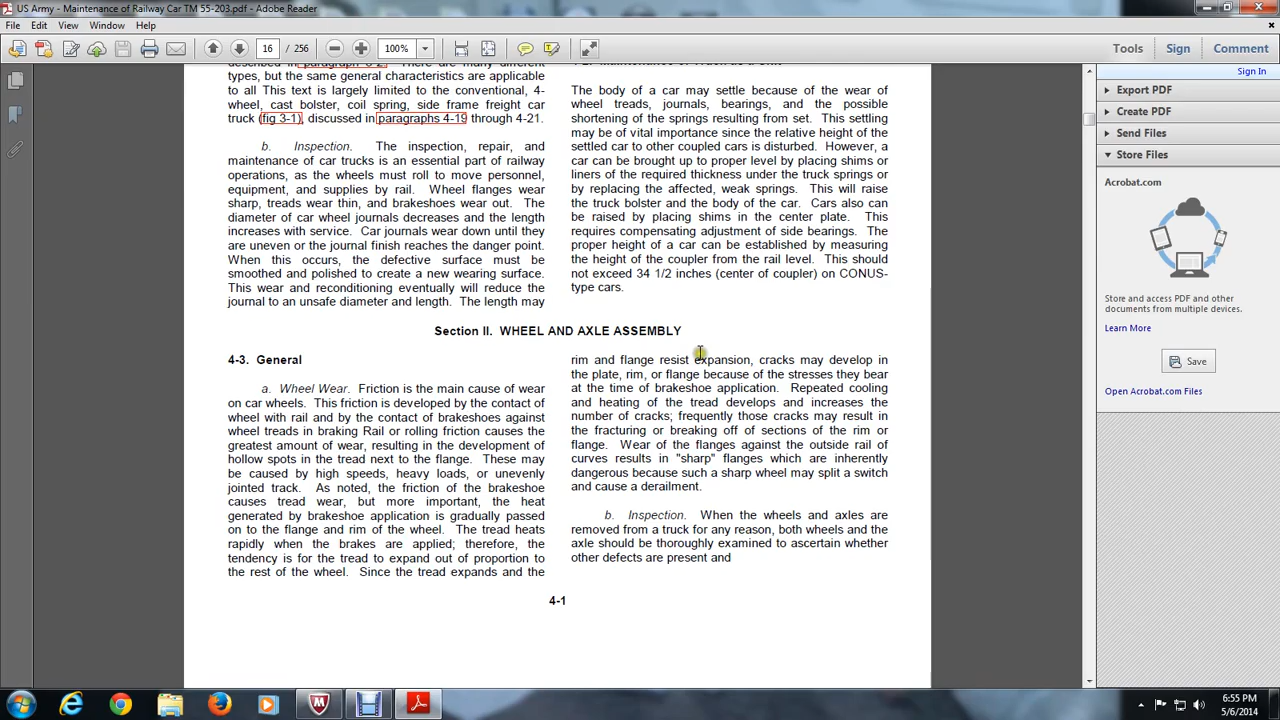 US Army - Maintenance of Railway Car TM 55-203.pdf - Adobe Reader
File Edit View Window Help
16 / 256 100% Tools Sign Comment
described in paragraph 3-2. There are many different
types, but the same general characteristics are applicable
to all This text is largely limited to the conventional, 4-
wheel, cast bolster, coil spring, side frame freight car
truck (fig 3-1), discussed in paragraphs 4-19 through 4-21.
b. Inspection. The inspection, repair, and
maintenance of car trucks is an essential part of railway
operations, as the wheels must roll to move personnel,
equipment, and supplies by rail. Wheel flanges wear
sharp, treads wear thin, and brakeshoes wear out. The
diameter of car wheel journals decreases and the length
increases with service. Car journals wear down until they
are uneven or the journal finish reaches the danger point.
When this occurs, the defective surface must be
smoothed and polished to create a new wearing surface.
This wear and reconditioning eventually will reduce the
journal to an unsafe diameter and length. The length may
Maintenance of Truck as a Unit
The body of a car may settle because of the wear of
wheel treads, journals, bearings, and the possible
shortening of the springs resulting from set. This settling
may be of vital importance since the relative height of the
settled car to other coupled cars is disturbed. However, a
car can be brought up to proper level by placing shims or
liners of the required thickness under the truck springs or
by replacing the affected, weak springs. This will raise
the truck bolster and the body of the car. Cars also can
be raised by placing shims in the center plate. This
requires compensating adjustment of side bearings. The
proper height of a car can be established by measuring
the height of the coupler from the rail level. This should
not exceed 34 1/2 inches (center of coupler) on CONUS-
type cars.
Section II. WHEEL AND AXLE ASSEMBLY
4-3. General
a. Wheel Wear. Friction is the main cause of wear
on car wheels. This friction is developed by the contact of
wheel with rail and by the contact of brakeshoes against
wheel treads in braking Rail or rolling friction causes the
greatest amount of wear, resulting in the development of
hollow spots in the tread next to the flange. These may
be caused by high speeds, heavy loads, or unevenly
jointed track. As noted, the friction of the brakeshoe
causes tread wear, but more important, the heat
generated by brakeshoe application is gradually passed
on to the flange and rim of the wheel. The tread heats
rapidly when the brakes are applied; therefore, the
tendency is for the tread to expand out of proportion to
the rest of the wheel. Since the tread expands and the
rim and flange resist expansion, cracks may develop in
the plate, rim, or flange because of the stresses they bear
at the time of brakeshoe application. Repeated cooling
and heating of the tread develops and increases the
number of cracks; frequently those cracks may result in
the fracturing or breaking off of sections of the rim or
flange. Wear of the flanges against the outside rail of
curves results in "sharp" flanges which are inherently
dangerous because such a sharp wheel may split a switch
and cause a derailment.
b. Inspection. When the wheels and axles are
removed from a truck for any reason, both wheels and the
axle should be thoroughly examined to ascertain whether
other defects are present and
4-1
Sign In
Export PDF
Create PDF
Send Files
Store Files
Acrobat.com
Store and access PDF and other
documents from multiple devices.
Learn More
Save
Open Acrobat.com Files
6:55 PM
5/6/2014